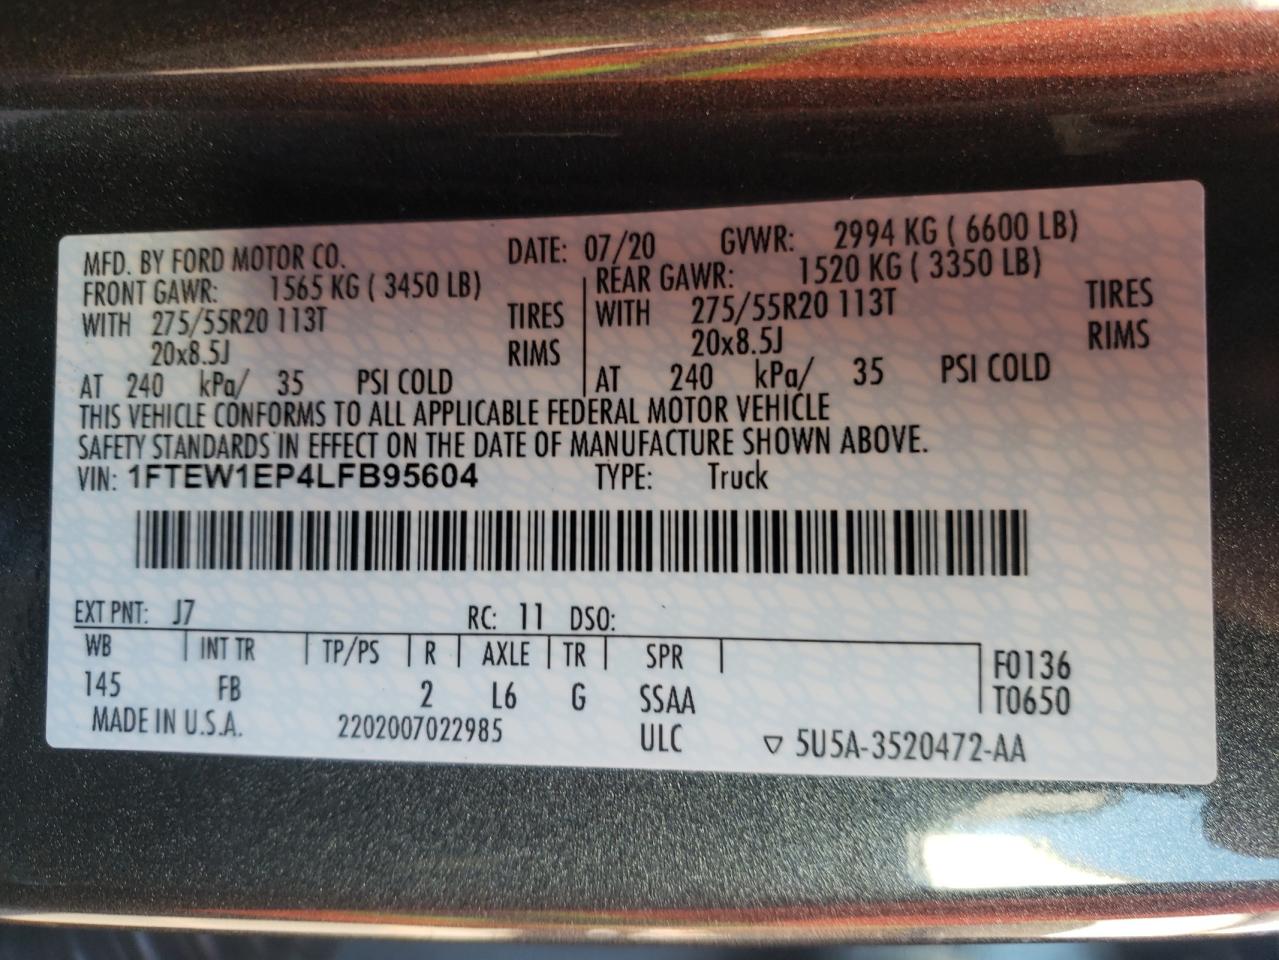 MFD. BY FORD MOTOR CO. DATE: 07/20 GVWR: 2994 KG ( 6600 LB)
FRONT GAWR: 1565 KG ( 3450 LB) REAR GAWR: 1520 KG ( 3350 LB)
WITH 275/55R20 113T TIRES WITH 275/55R20 113T TIRES
20x8.5J RIMS 20x8.5J RIMS
AT 240 kPa/ 35 PSI COLD AT 240 kPa/ 35 PSI COLD
THIS VEHICLE CONFORMS TO ALL APPLICABLE FEDERAL MOTOR VEHICLE
SAFETY STANDARDS IN EFFECT ON THE DATE OF MANUFACTURE SHOWN ABOVE.
VIN: 1FTEW1EP4LFB95604 TYPE: Truck
EXT PNT: J7 RC: 11 DSO:
WB INT TR TP/PS R AXLE TR SPR F0136
145 FB 2 L6 G SSAA T0650
MADE IN U.S.A. 2202007022985 ULC ▽ 5U5A-3520472-AA